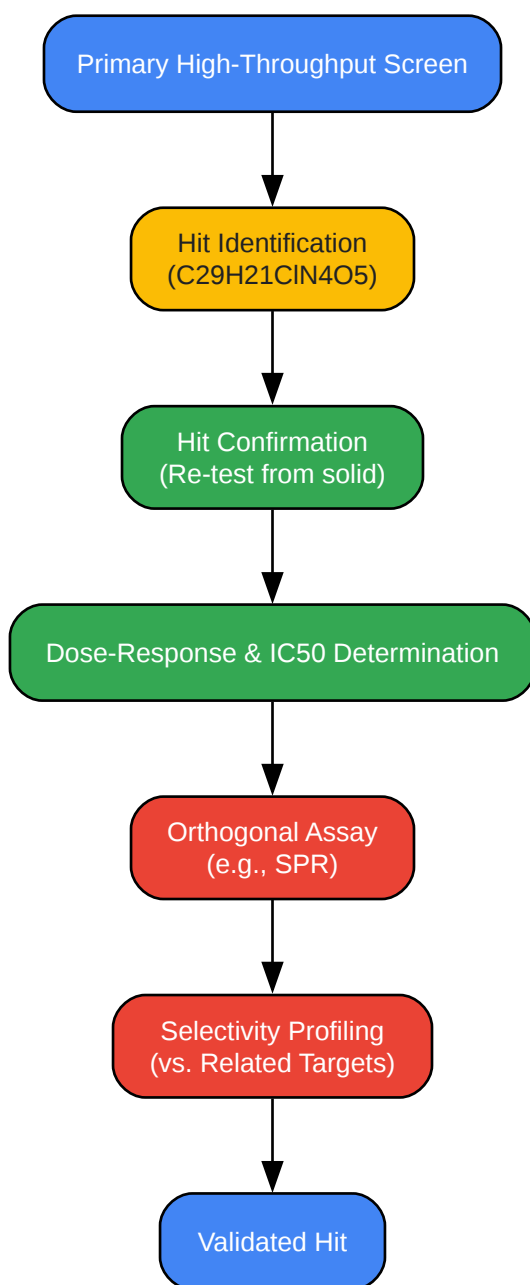 Primary High-Throughput Screen
Hit Identification
(C29H21ClN4O5)
Hit Confirmation
(Re-test from solid)
Dose-Response & IC50 Determination
Orthogonal Assay
(e.g., SPR)
Selectivity Profiling
(vs. Related Targets)
Validated Hit